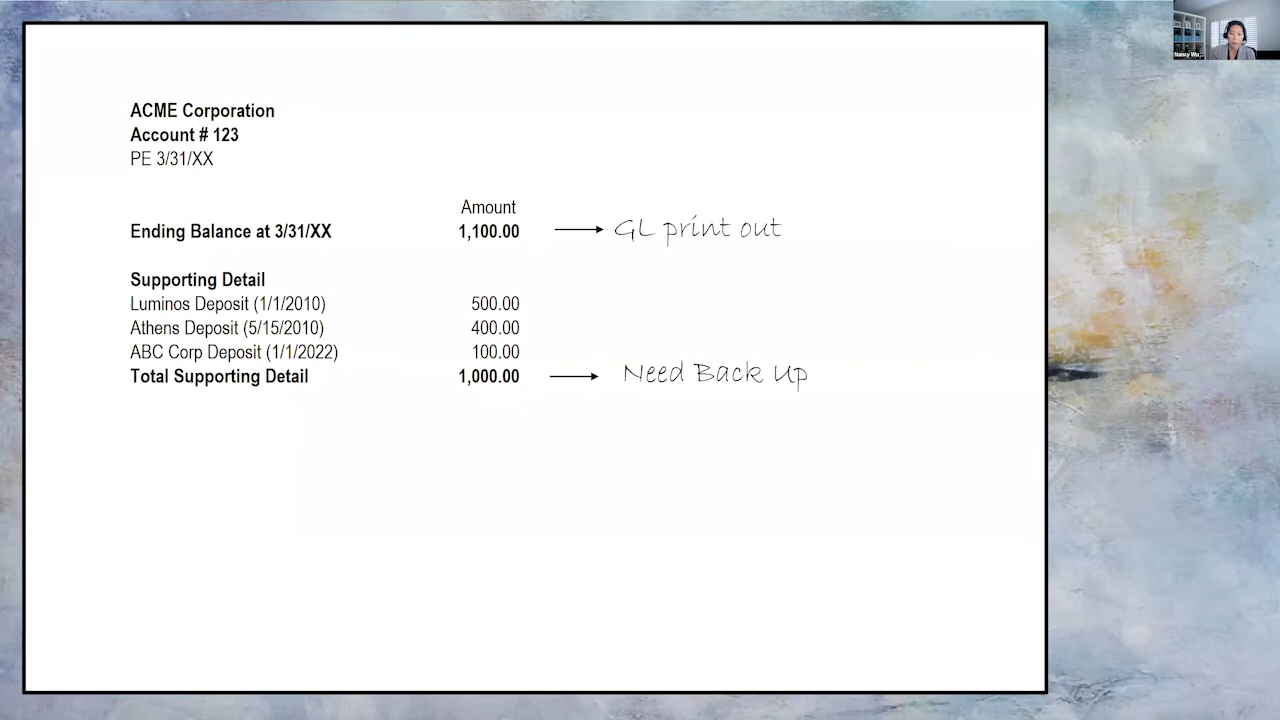 ACME Corporation
Account # 123
PE 3/31/XX
Amount
Ending Balance at 3/31/XX 1,100.00 GL print out
Supporting Detail
Luminos Deposit (1/1/2010) 500.00
Athens Deposit (5/15/2010) 400.00
ABC Corp Deposit (1/1/2022) 100.00
Total Supporting Detail 1,000.00 Need Back Up
Nancy Wu